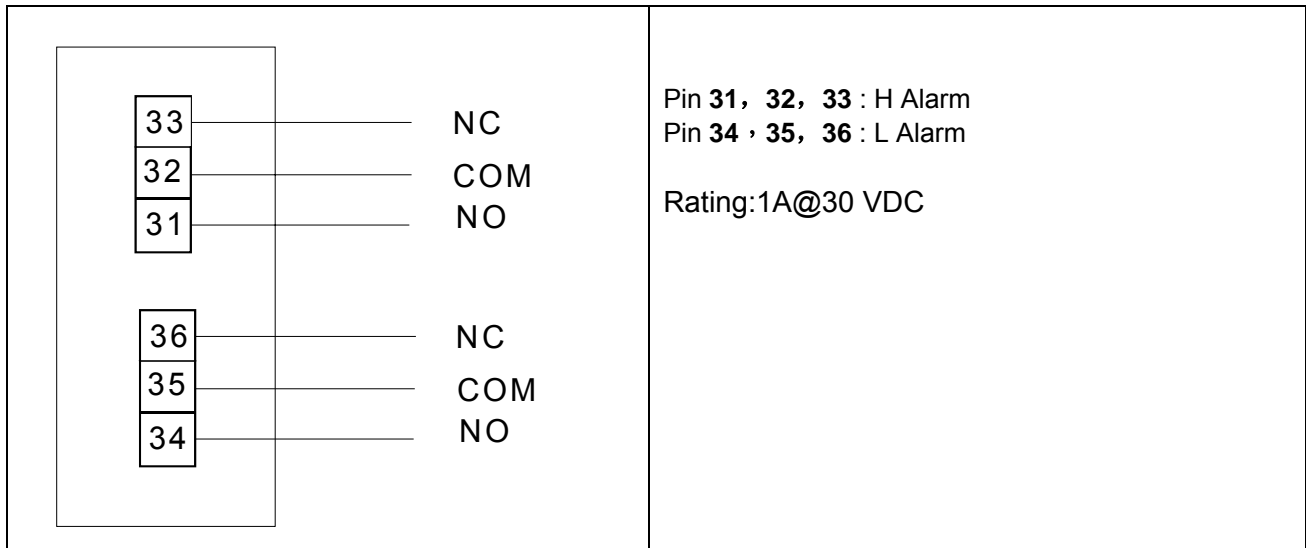 33 NC
32 COM
31 NO
36 NC
35 COM
34 NO
Pin 31，32，33 : H Alarm
Pin 34，35，36 : L Alarm
Rating:1A@30 VDC